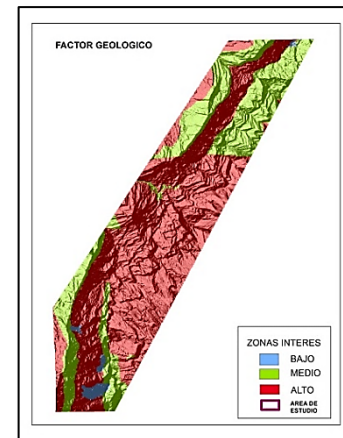 FACTOR GEOLOGICO
ZONAS INTERES
BAJO
MEDIO
ALTO
AREA DE
ESTUDIO